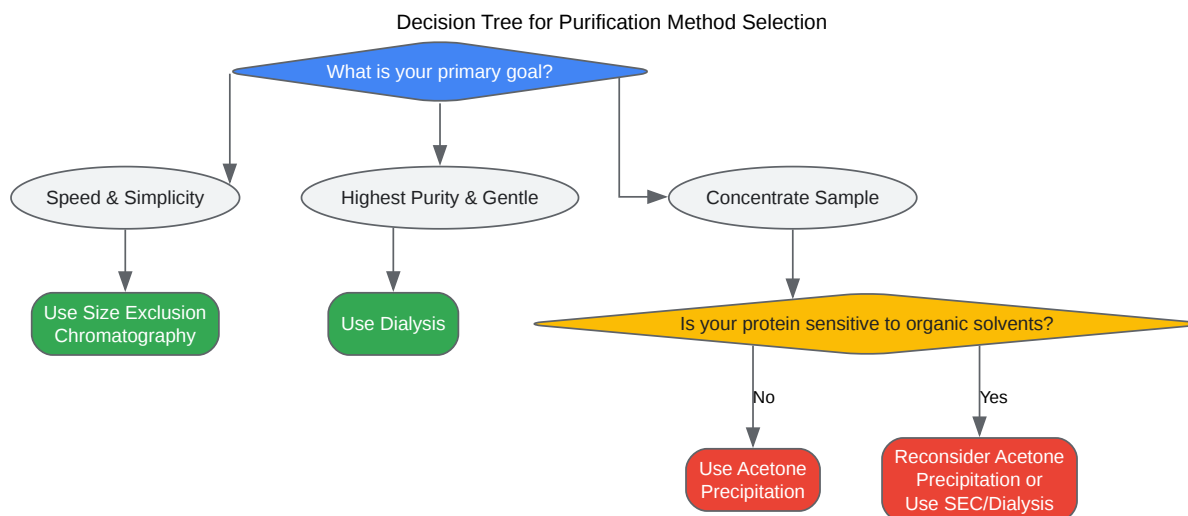 Decision Tree for Purification Method Selection
What is your primary goal?
Speed & Simplicity
Highest Purity & Gentle
Concentrate Sample
Use Size Exclusion
Chromatography
Use Dialysis
Is your protein sensitive to organic solvents?
No
Yes
Use Acetone
Precipitation
Reconsider Acetone
Precipitation or
Use SEC/Dialysis